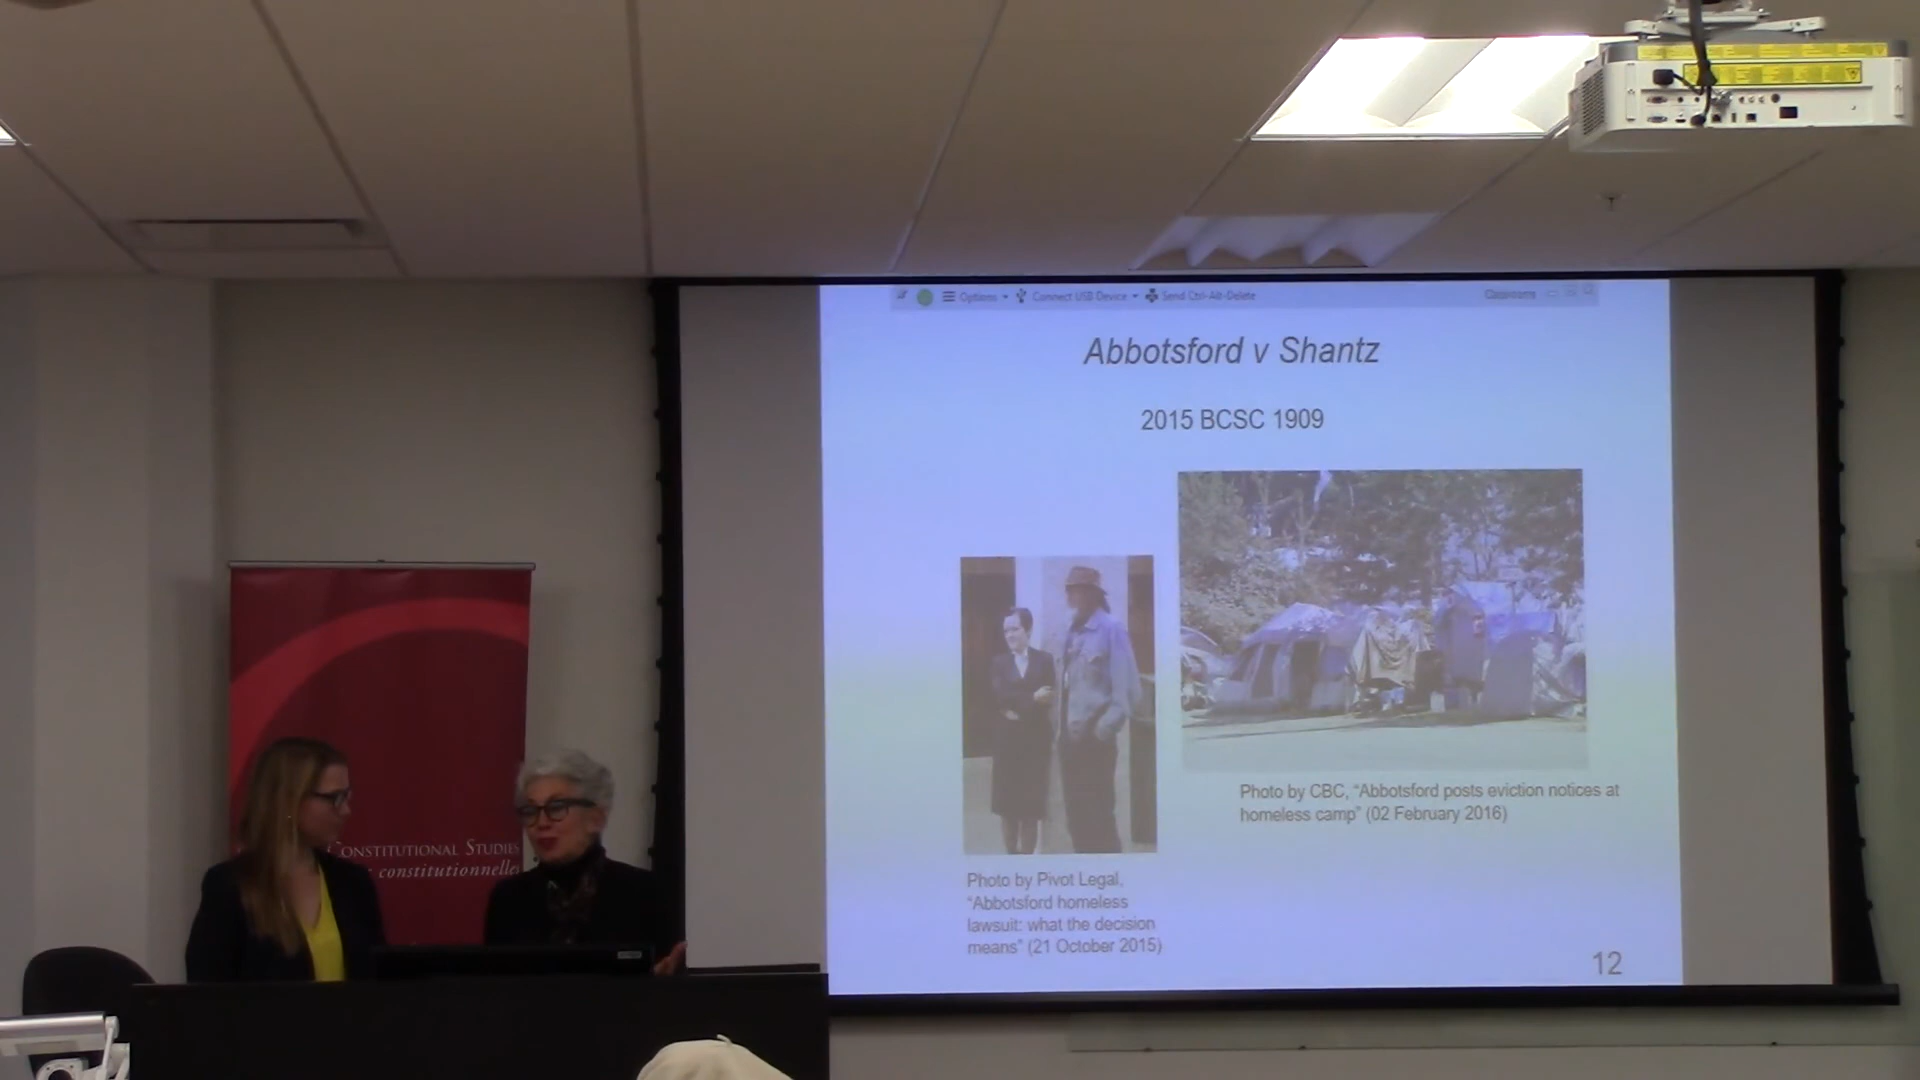 Options
Connect USB Device
Send Ctrl-Alt-Delete
Abbotsford v Shantz
2015 BCSC 1909
Photo by CBC, “Abbotsford posts eviction notices at
homeless camp” (02 February 2016)
Photo by Pivot Legal,
“Abbotsford homeless
lawsuit: what the decision
means” (21 October 2015)
12
Constitutional Studies
constitutionnelles